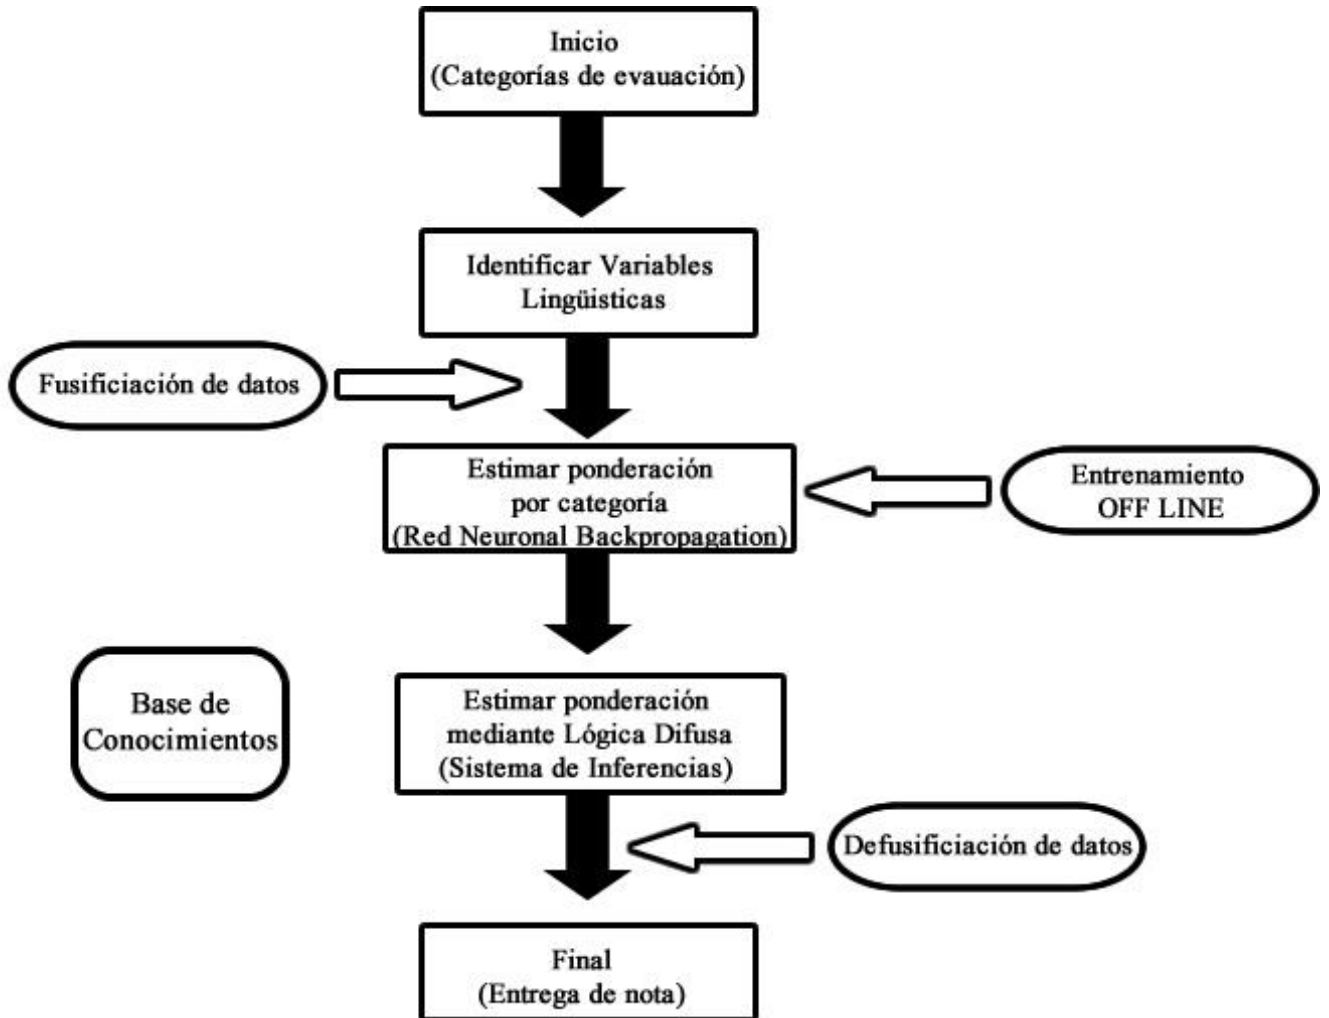 Inicio
(Categorías de evauación)
Identificar Variables
Lingüisticas
Fusificiación de datos
Estimar ponderación
por categoría
(Red Neuronal Backpropagation)
Entrenamiento
OFF LINE
Base de
Conocimientos
Estimar ponderación
mediante Lógica Difusa
(Sistema de Inferencias)
Defusificiación de datos
Final
(Entrega de nota)